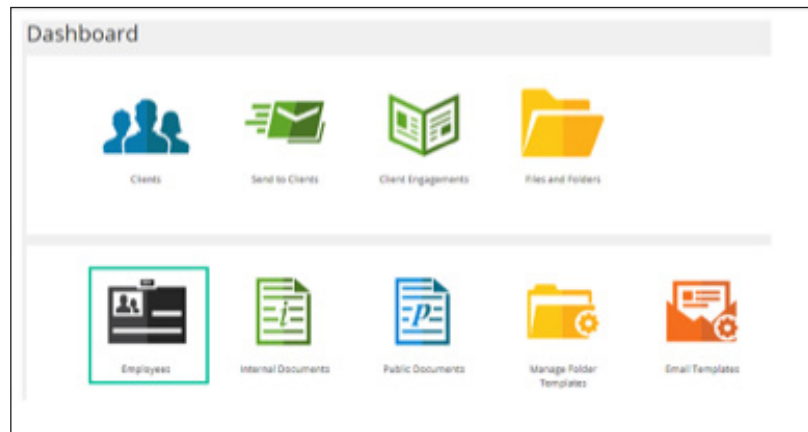 Dashboard
Clients
Send to Clients
Client Engagements
Files and Folders
Employees
Internal Documents
Public Documents
Manage Folder
Templates
Email Templates